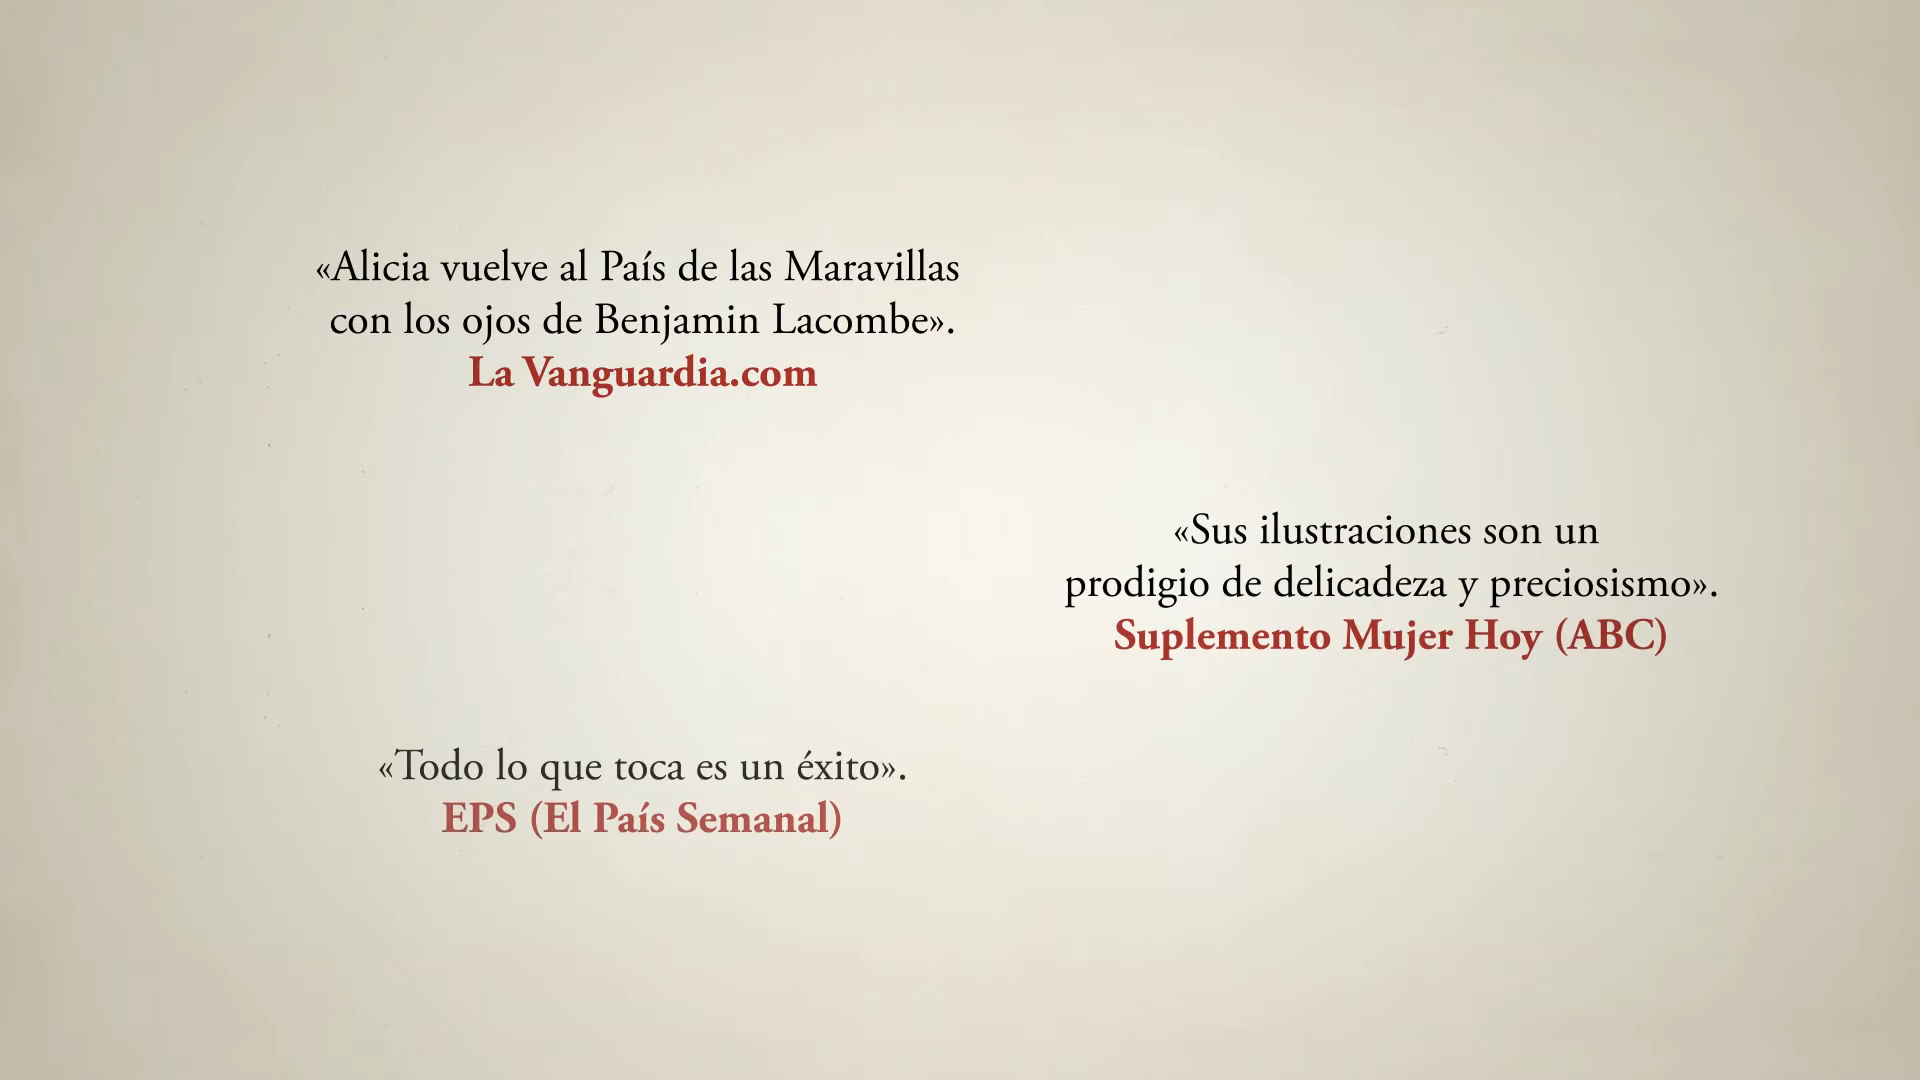 «Alicia vuelve al País de las Maravillas
con los ojos de Benjamin Lacombe».
La Vanguardia.com
«Sus ilustraciones son un
prodigio de delicadeza y preciosismo».
Suplemento Mujer Hoy (ABC)
«Todo lo que toca es un éxito».
EPS (El País Semanal)